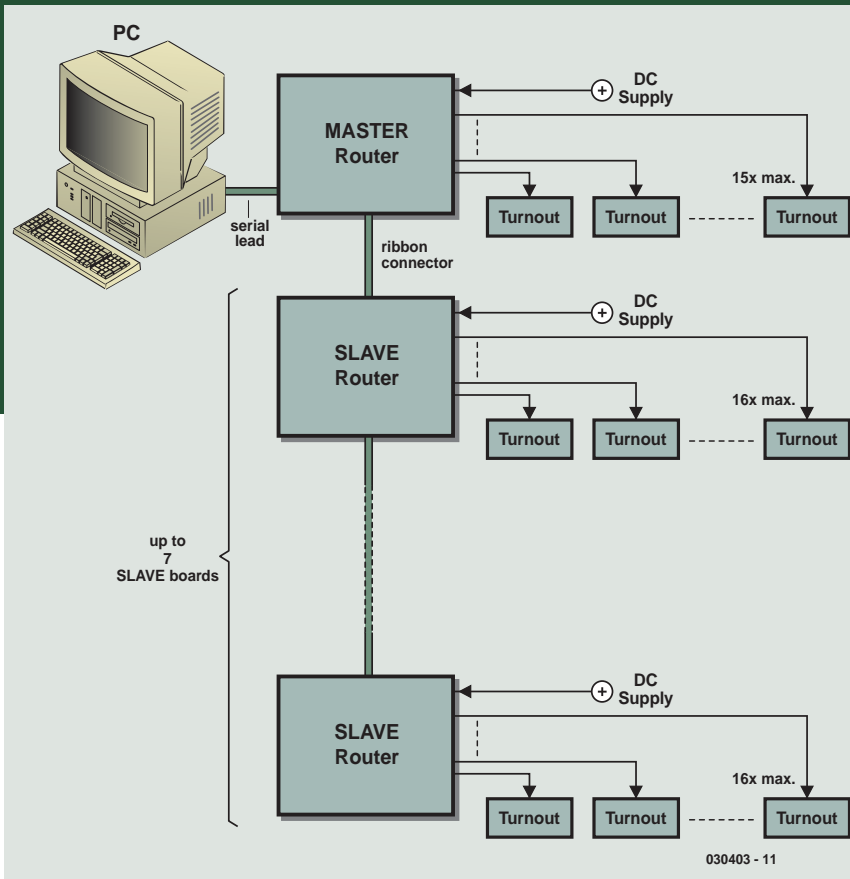 PC
MASTER
Router
DC
Supply
15x max.
Turnout
Turnout
Turnout
serial
lead
ribbon
connector
SLAVE
Router
DC
Supply
16x max.
Turnout
Turnout
Turnout
up to
7
SLAVE boards
SLAVE
Router
DC
Supply
16x max.
Turnout
Turnout
Turnout
030403 - 11